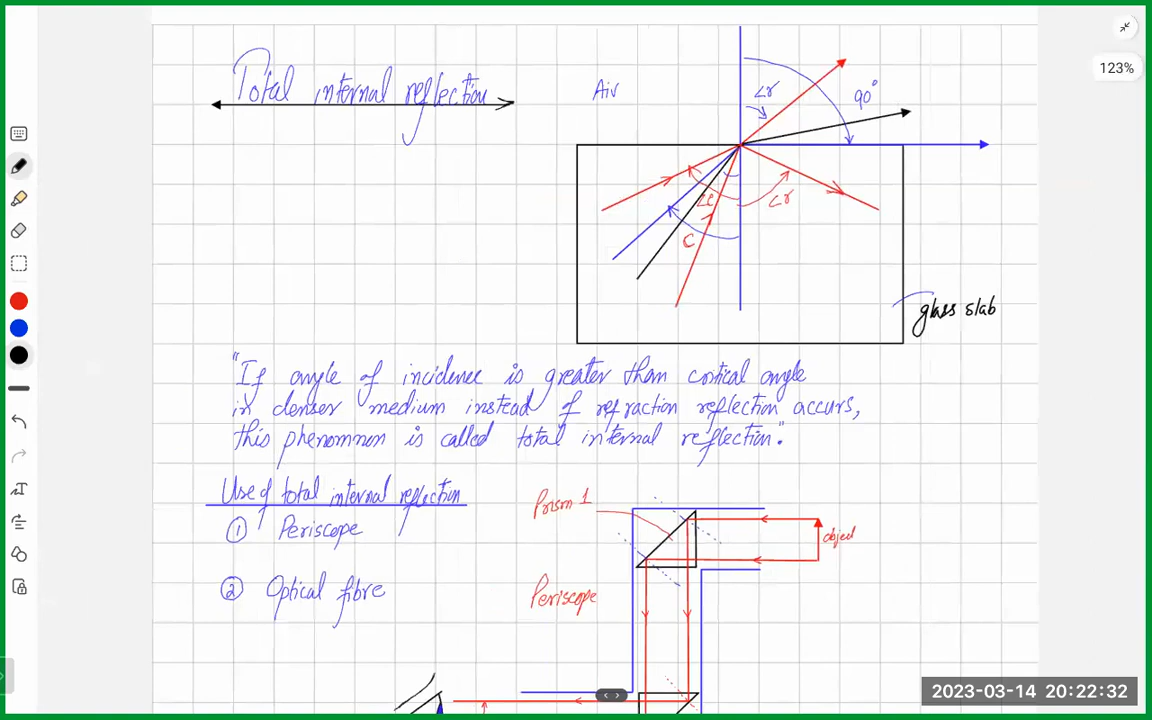 123%
Total internal reflection
Air
∠r
90°
∠i
∠r
C
glass slab
"If angle of incidence is greater than critical angle
in denser medium instead of refraction reflection accurs,
this phenomnon is called total internal reflection."
Use of total internal reflection
① Periscope
② Optical fibre
Prism 1
object
Periscope
2023-03-14 20:22:32